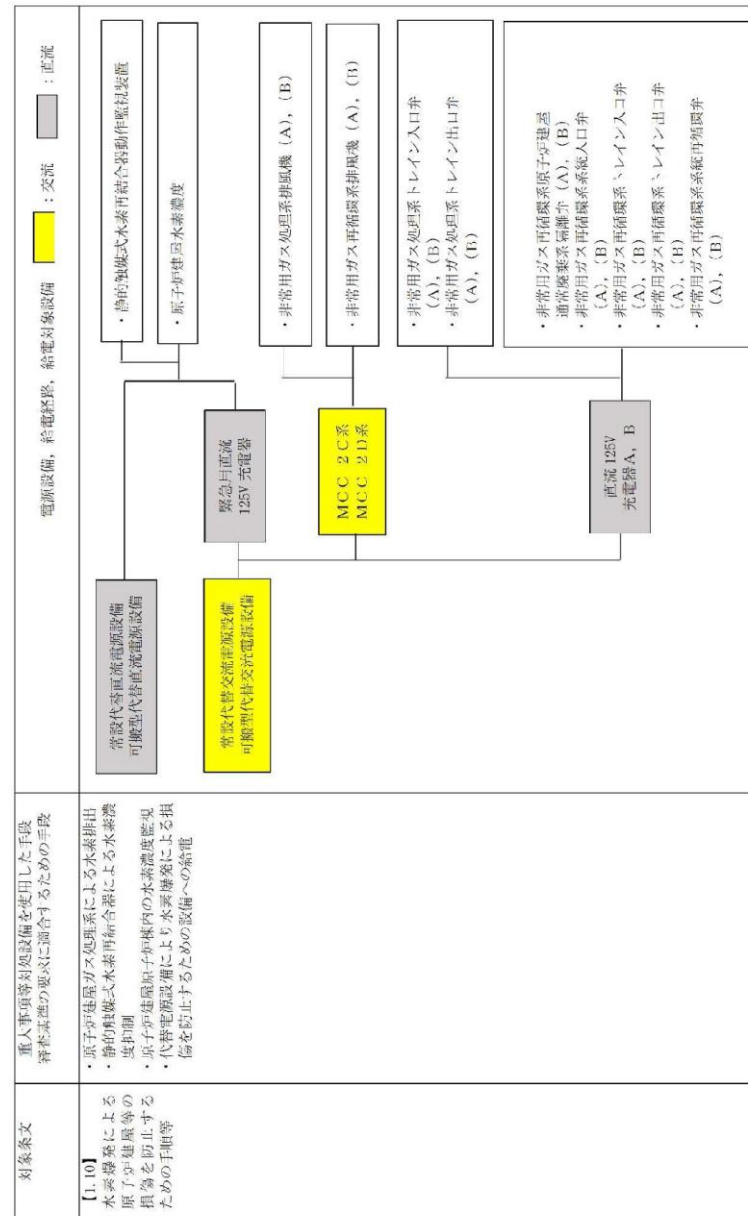 対象条文
重大事項等対処設備を使用した手段
審査基準の要求に適合するための手段
電源設備,給電経路,給電対象設備
:交流
:直流
【1.10】
水素爆発による
原子炉建屋等の
損傷を防止する
ための手順等
・原子炉建屋ガス処理系による水素排出
・静的触媒式水素再結合器による水素濃
度抑制
・原子炉建屋原子炉棟内の水素濃度監視
・代替電源設備により水素爆発による損
傷を防止するための設備への給電
常設代替直流電源設備
可搬型代替直流電源設備
常設代替交流電源設備
可搬型代替交流電源設備
緊急用直流
125V 充電器
MCC 2C系
MCC 2D系
直流 125V
充電器A, B
・静的触媒式水素再結合器動作監視装置
・原子炉建屋水素濃度
・非常用ガス処理系排風機 (A), (B)
・非常用ガス再循環系排風機 (A), (B)
・非常用ガス処理系トレイン入口弁
(A), (B)
・非常用ガス処理系トレイン出口弁
(A), (B)
・非常用ガス再循環系原子炉建屋
通常廃棄系隔離弁 (A), (B)
・非常用ガス再循環系系統入口弁
(A), (B)
・非常用ガス再循環系トレイン入口弁
(A), (B)
・非常用ガス再循環系トレイン出口弁
(A), (B)
・非常用ガス再循環系系統再循環弁
(A), (B)